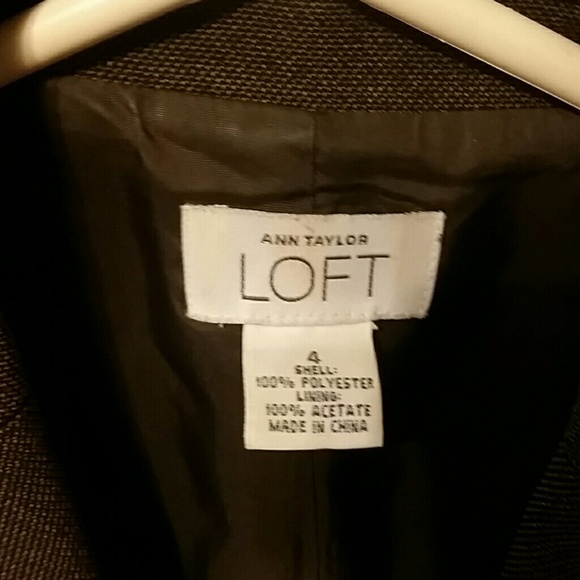 ANN TAYLOR
LOFT
4
SHELL:
100% POLYESTER
LINING:
100% ACETATE
MADE IN CHINA